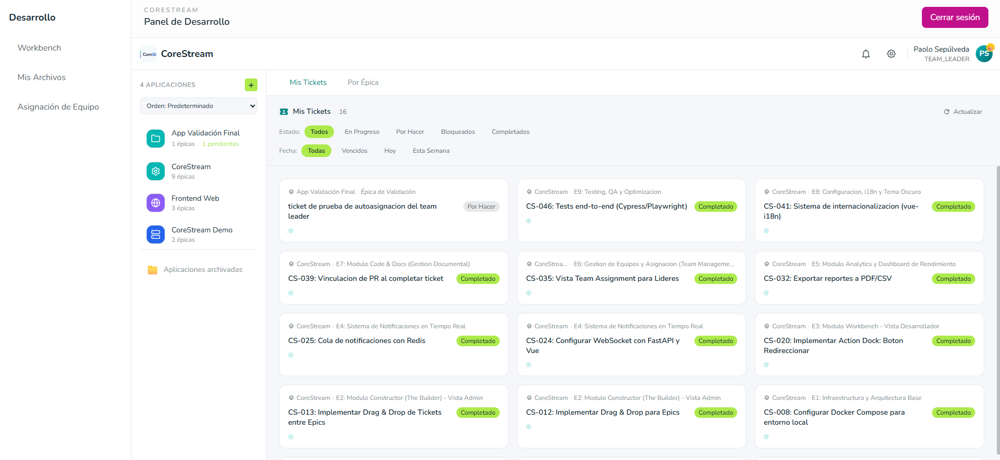 Desarrollo
Workbench
Mis Archivos
Asignación de Equipo
CORESTREAM
Panel de Desarrollo
Cerrar sesión
CoreSt
CoreStream
Paolo Sepúlveda
TEAM_LEADER
PS
4 APLICACIONES
+
Orden: Predeterminado
App Validación Final
1 épicas 1 pendientes
CoreStream
9 épicas
Frontend Web
3 épicas
CoreStream Demo
2 épicas
Aplicaciones archivadas
Mis Tickets Por Épica
Mis Tickets 16
Actualizar
Estado: Todos En Progreso Por Hacer Bloqueados Completados
Fecha: Todas Vencidos Hoy Esta Semana
App Validación Final › Épica de Validación
ticket de prueba de autoasignacion del team
leader
Por Hacer
CoreStream › E9: Testing, QA y Optimizacion
CS-046: Tests end-to-end (Cypress/Playwright)
Completado
CoreStream › E8: Configuracion, i18n y Tema Oscuro
CS-041: Sistema de internacionalizacion (vue-
i18n)
Completado
CoreStream › E7: Modulo Code & Docs (Gestion Documental)
CS-039: Vinculacion de PR al completar ticket
Completado
CoreStrea... › E6: Gestion de Equipos y Asignacion (Team Manageme...
CS-035: Vista Team Assignment para Lideres
Completado
CoreStream › E5: Modulo Analytics y Dashboard de Rendimiento
CS-032: Exportar reportes a PDF/CSV
Completado
CoreStream › E4: Sistema de Notificaciones en Tiempo Real
CS-025: Cola de notificaciones con Redis
Completado
CoreStream › E4: Sistema de Notificaciones en Tiempo Real
CS-024: Configurar WebSocket con FastAPI y
Vue
Completado
CoreStream › E3: Modulo Workbench - Vista Desarrollador
CS-020: Implementar Action Dock: Boton
Redireccionar
Completado
CoreStream › E2: Modulo Constructor (The Builder) - Vista Admin
CS-013: Implementar Drag & Drop de Tickets
entre Epics
Completado
CoreStream › E2: Modulo Constructor (The Builder) - Vista Admin
CS-012: Implementar Drag & Drop para Epics
Completado
CoreStream › E1: Infraestructura y Arquitectura Base
CS-008: Configurar Docker Compose para
entorno local
Completado